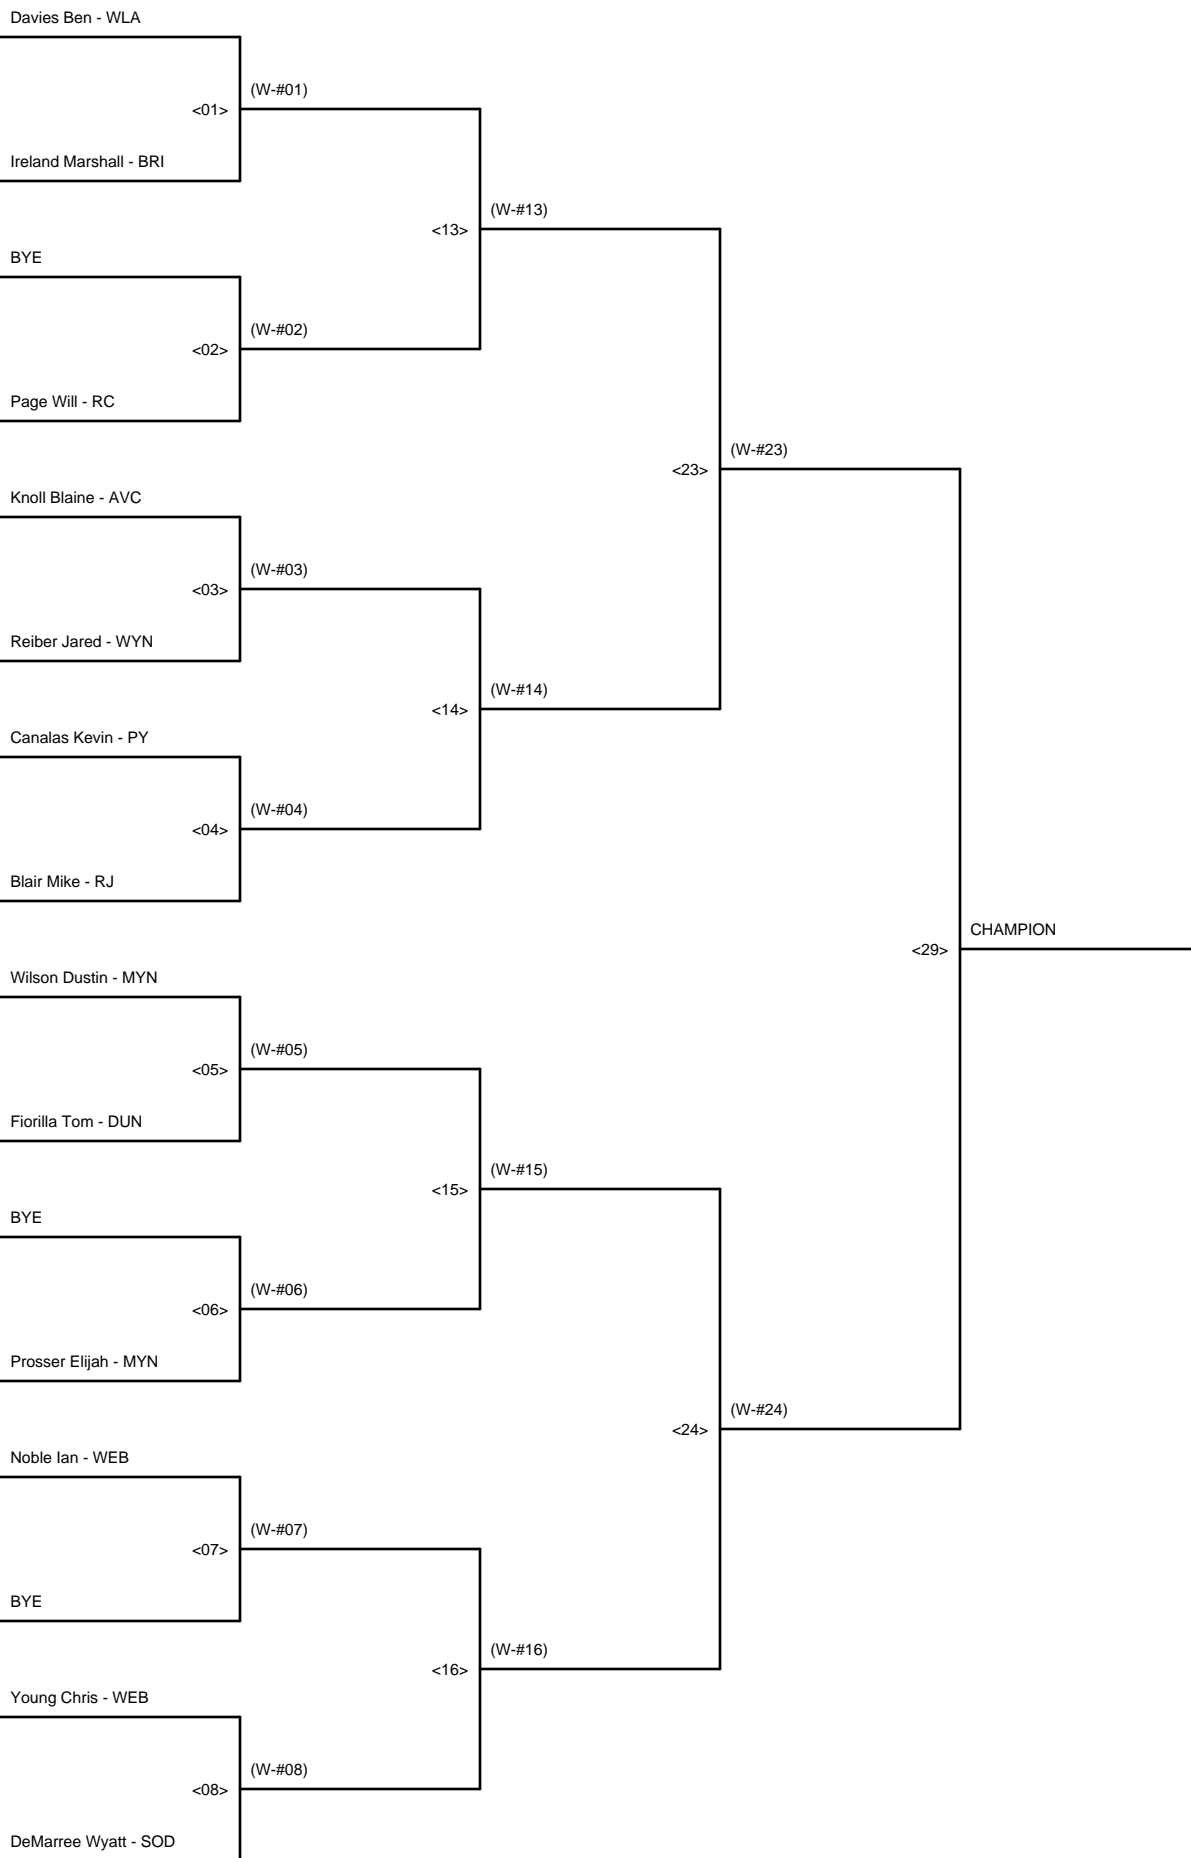 Davies Ben - WLA
(W-#01)
<01>
Ireland Marshall - BRI
(W-#13)
<13>
BYE
(W-#02)
<02>
Page Will - RC
(W-#23)
<23>
Knoll Blaine - AVC
(W-#03)
<03>
Reiber Jared - WYN
(W-#14)
<14>
Canalas Kevin - PY
(W-#04)
<04>
Blair Mike - RJ
CHAMPION
<29>
Wilson Dustin - MYN
(W-#05)
<05>
Fiorilla Tom - DUN
(W-#15)
<15>
BYE
(W-#06)
<06>
Prosser Elijah - MYN
(W-#24)
<24>
Noble Ian - WEB
(W-#07)
<07>
BYE
(W-#16)
<16>
Young Chris - WEB
(W-#08)
<08>
DeMarree Wyatt - SOD